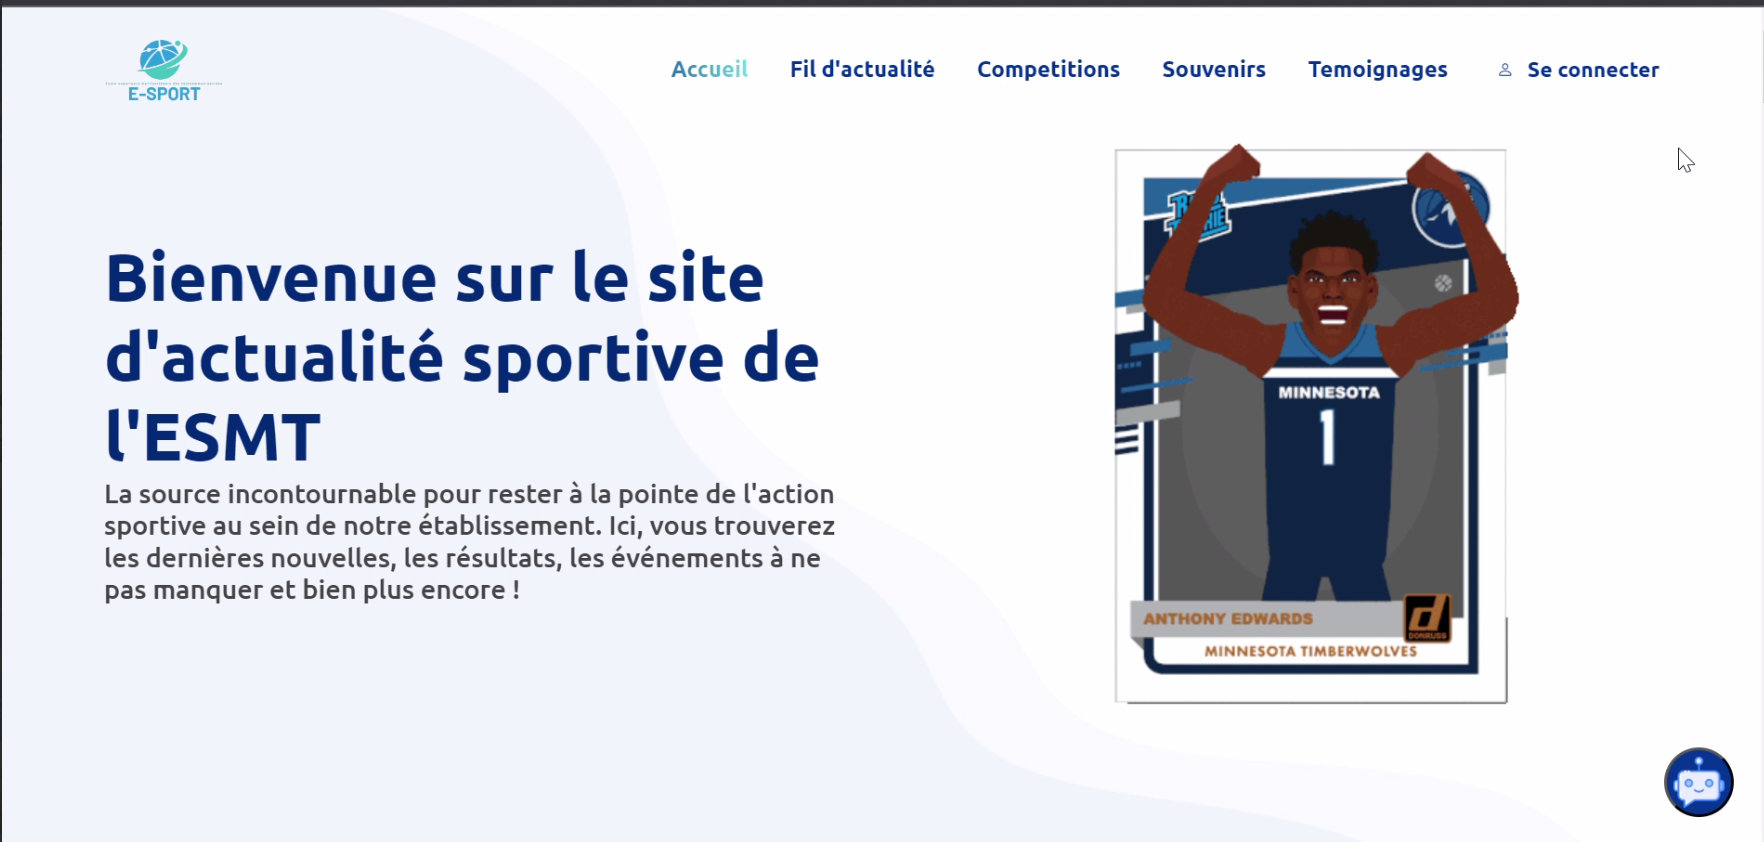 E-SPORT
Accueil
Fil d'actualité
Competitions
Souvenirs
Temoignages
Se connecter
Bienvenue sur le site
d'actualité sportive de
l'ESMT
La source incontournable pour rester à la pointe de l'action
sportive au sein de notre établissement. Ici, vous trouverez
les dernières nouvelles, les résultats, les événements à ne
pas manquer et bien plus encore !
MINNESOTA
1
ANTHONY EDWARDS
DONRUSS
MINNESOTA TIMBERWOLVES